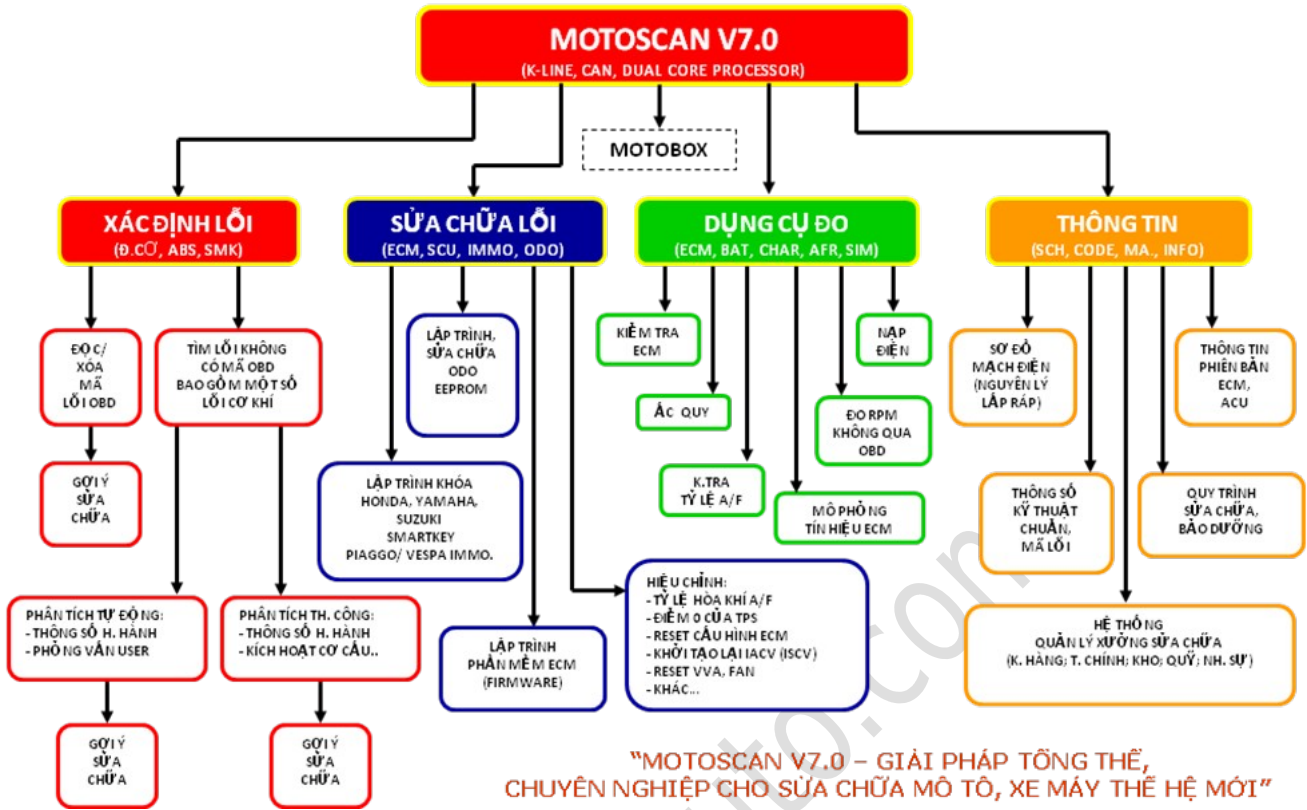 MOTOSCAN V7.0
(K-LINE, CAN, DUAL CORE PROCESSOR)
MOTOBOX
XÁC ĐỊNH LỖI
(Đ.CƠ, ABS, SMK)
SỬA CHỮA LỖI
(ECM, SCU, IMMO, ODO)
DỤNG CỤ ĐO
(ECM, BAT, CHAR, AFR, SIM)
THÔNG TIN
(SCH, CODE, MA., INFO)
ĐỌC/
XÓA
MÃ
LỖI OBD
TÌM LỖI KHÔNG
CÓ MÃ OBD
BAO GỒM MỘT SỐ
LỖI CƠ KHÍ
GỢI Ý
SỬA
CHỮA
PHÂN TÍCH TỰ ĐỘNG:
- THÔNG SỐ H. HÀNH
- PHỎNG VẤN USER
PHÂN TÍCH TH. CÔNG:
- THÔNG SỐ H. HÀNH
- KÍCH HOẠT CƠ CẤU..
GỢI Ý
SỬA
CHỮA
GỢI Ý
SỬA
CHỮA
LẬP TRÌNH,
SỬA CHỮA
ODO
EEPROM
LẬP TRÌNH KHÓA
HONDA, YAMAHA,
SUZUKI
SMARTKEY
PIAGGO/ VESPA IMMO.
LẬP TRÌNH
PHẦN MỀM ECM
(FIRMWARE)
HIỆU CHỈNH:
- TỶ LỆ HÒA KHÍ A/F
- ĐIỂM 0 CỦA TPS
- RESET CẤU HÌNH ECM
- KHỞI TẠO LẠI IACV (ISCV)
- RESET VVA, FAN
- KHÁC...
KIỂM TRA
ECM
NẠP
ĐIỆN
ẮC QUY
ĐO RPM
KHÔNG QUA
OBD
K.TRA
TỶ LỆ A/F
MÔ PHỎNG
TÍN HIỆU ECM
SƠ ĐỒ
MẠCH ĐIỆN
(NGUYÊN LÝ
LẮP RÁP)
THÔNG TIN
PHIÊN BẢN
ECM,
ACU
THÔNG SỐ
KỸ THUẬT
CHUẨN,
MÃ LỖI
QUY TRÌNH
SỬA CHỮA,
BẢO DƯỠNG
HỆ THỐNG
QUẢN LÝ XƯỞNG SỬA CHỮA
(K. HÀNG; T. CHÍNH; KHO; QUỸ; NH. SỰ)
"MOTOSCAN V7.0 – GIẢI PHÁP TỔNG THỂ,
CHUYÊN NGHIỆP CHO SỬA CHỮA MÔ TÔ, XE MÁY THẾ HỆ MỚI"